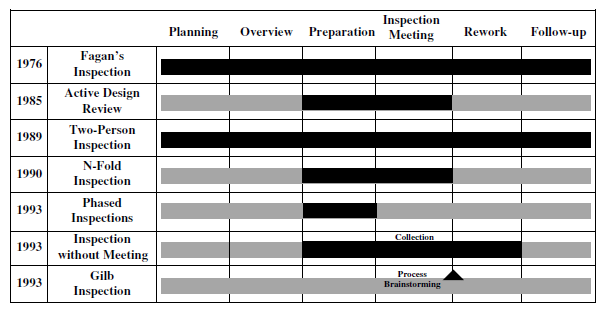 Planning Overview Preparation Inspection Meeting Rework Follow-up
1976 Fagan's Inspection
1985 Active Design Review
1989 Two-Person Inspection
1990 N-Fold Inspection
1993 Phased Inspections
1993 Inspection without Meeting Collection
1993 Gilb Inspection Process Brainstorming